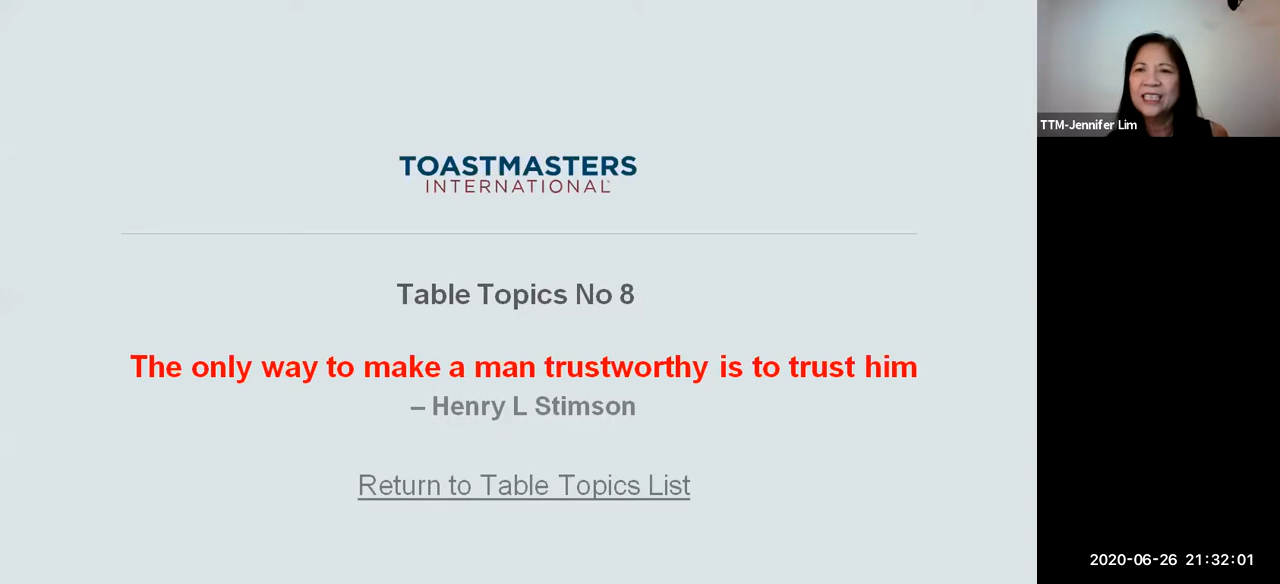 TOASTMASTERS
INTERNATIONAL
Table Topics No 8
The only way to make a man trustworthy is to trust him
– Henry L Stimson
Return to Table Topics List
TTM-Jennifer Lim
2020-06-26 21:32:01